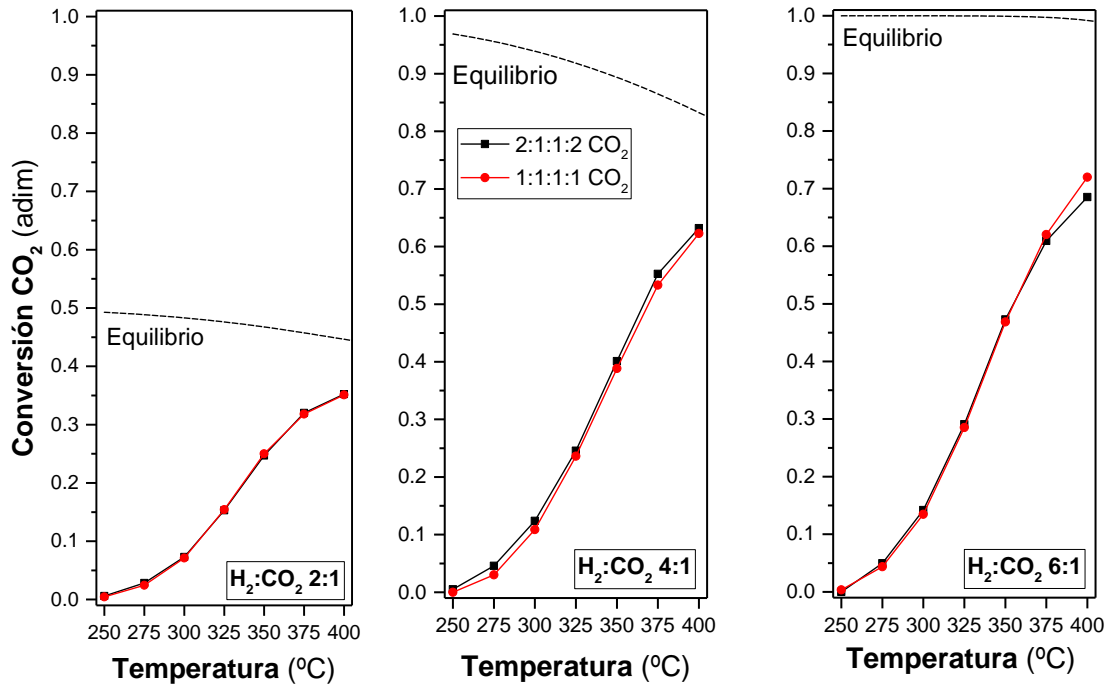 Conversión CO2 (adim)
1.0
0.9
0.8
0.7
0.6
0.5
0.4
0.3
0.2
0.1
0.0
Equilibrio
H2:CO2 2:1
250 275 300 325 350 375 400
Temperatura (ºC)
1.0
0.9
0.8
0.7
0.6
0.5
0.4
0.3
0.2
0.1
0.0
Equilibrio
2:1:1:2 CO2
1:1:1:1 CO2
H2:CO2 4:1
250 275 300 325 350 375 400
Temperatura (ºC)
1.0
0.9
0.8
0.7
0.6
0.5
0.4
0.3
0.2
0.1
0.0
Equilibrio
H2:CO2 6:1
250 275 300 325 350 375 400
Temperatura (ºC)